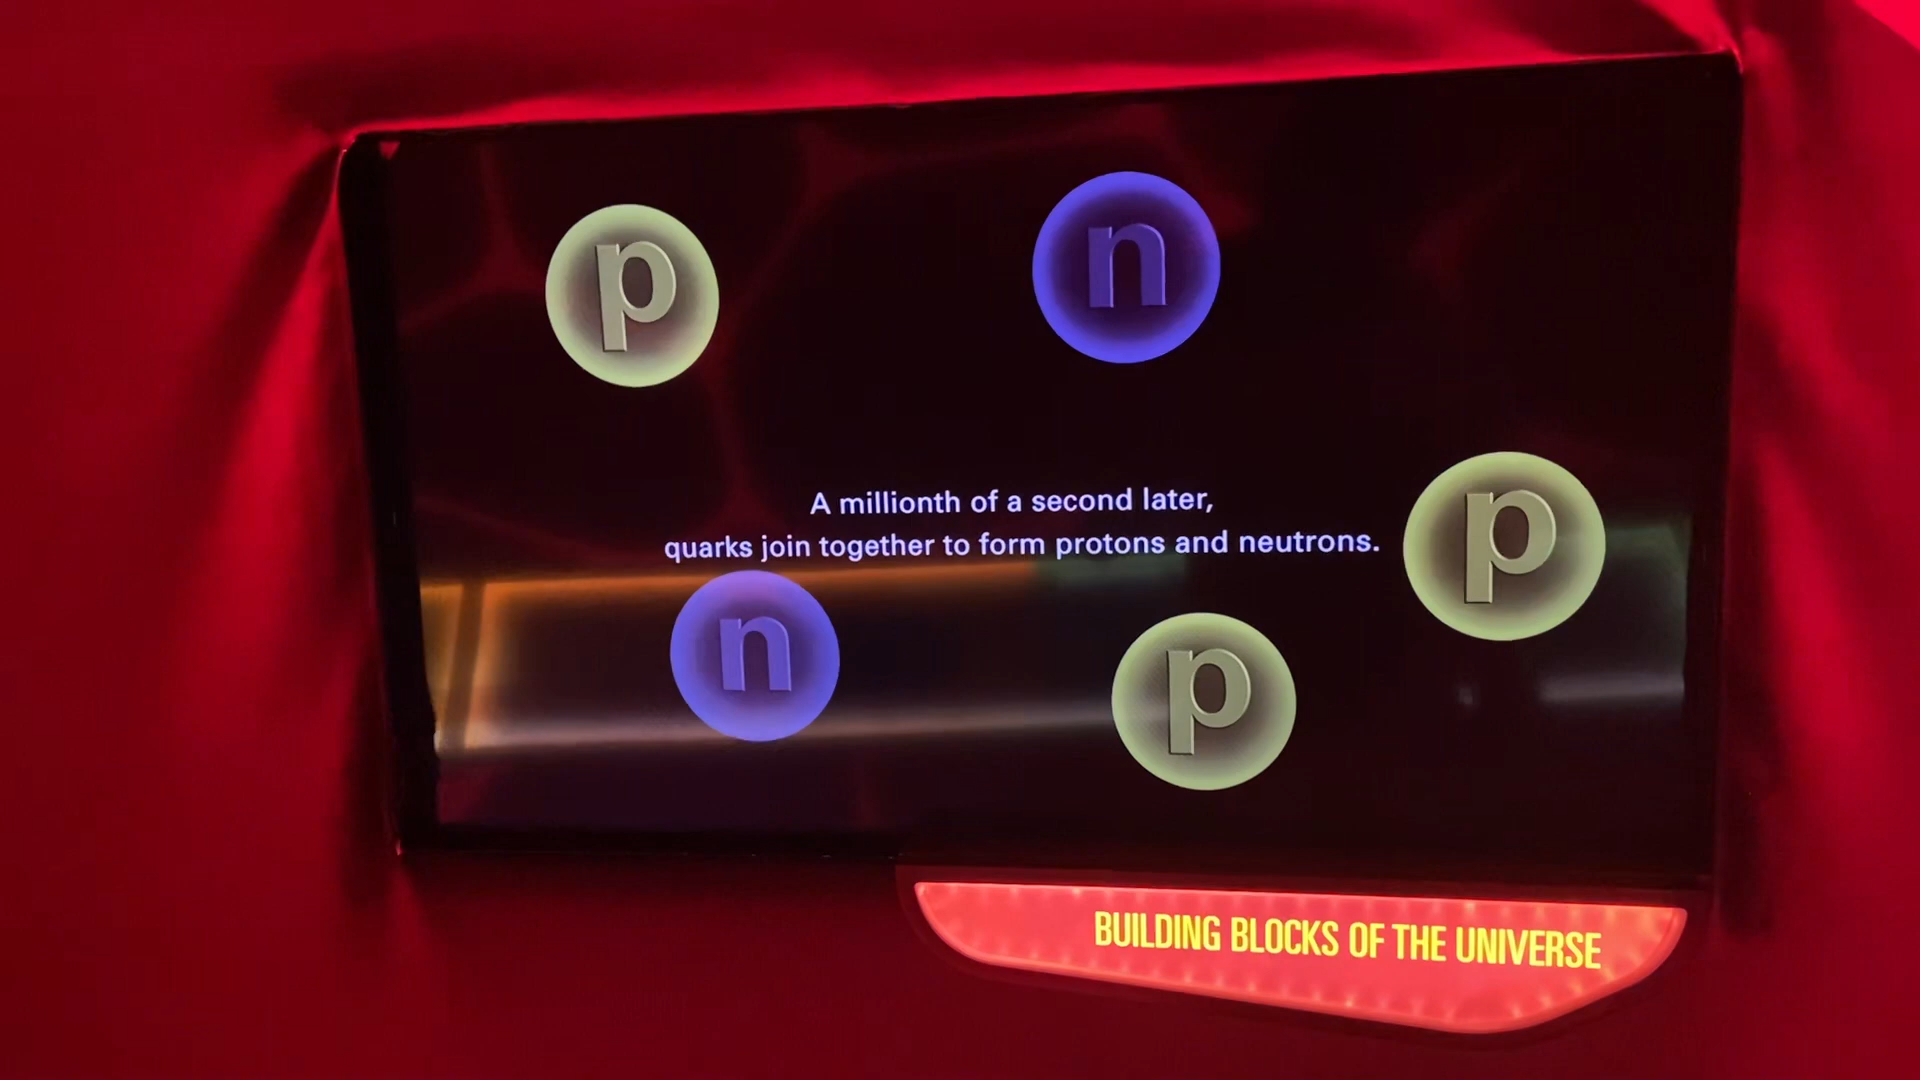 p
n
A millionth of a second later,
quarks join together to form protons and neutrons.
p
n
p
BUILDING BLOCKS OF THE UNIVERSE